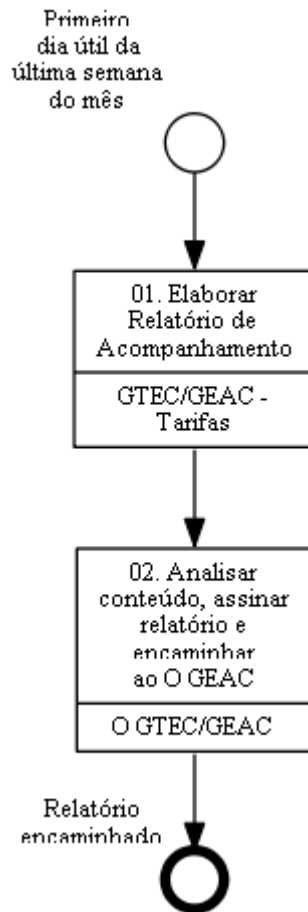 Primeiro
dia útil da
última semana
do mês
01. Elaborar
Relatório de
Acompanhamento
GTEC/GEAC -
Tarifas
02. Analisar
conteúdo, assinar
relatório e
encaminhar
ao O GEAC
O GTEC/GEAC
Relatório
encaminhado